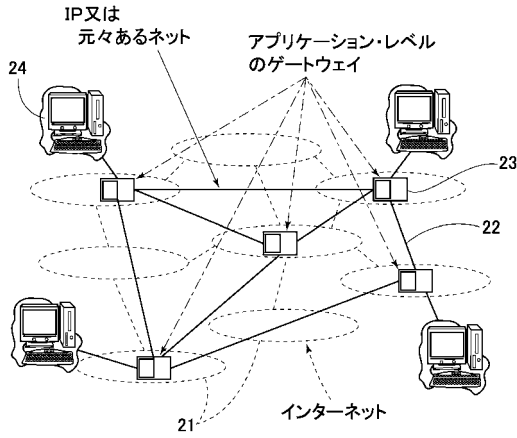 IP又は
元々あるネット
アプリケーション・レベル
のゲートウェイ
24
23
22
21
インターネット